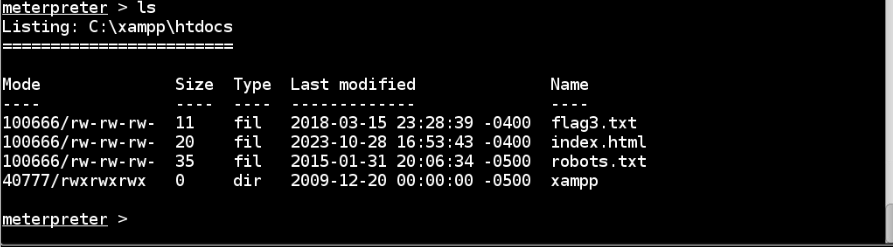 meterpreter > ls
Listing: C:\xampp\htdocs
========================
Mode Size Type Last modified Name
---- ---- ---- ------------- ----
100666/rw-rw-rw- 11 fil 2018-03-15 23:28:39 -0400 flag3.txt
100666/rw-rw-rw- 20 fil 2023-10-28 16:53:43 -0400 index.html
100666/rw-rw-rw- 35 fil 2015-01-31 20:06:34 -0500 robots.txt
40777/rwxrwxrwx 0 dir 2009-12-20 00:00:00 -0500 xampp
meterpreter >